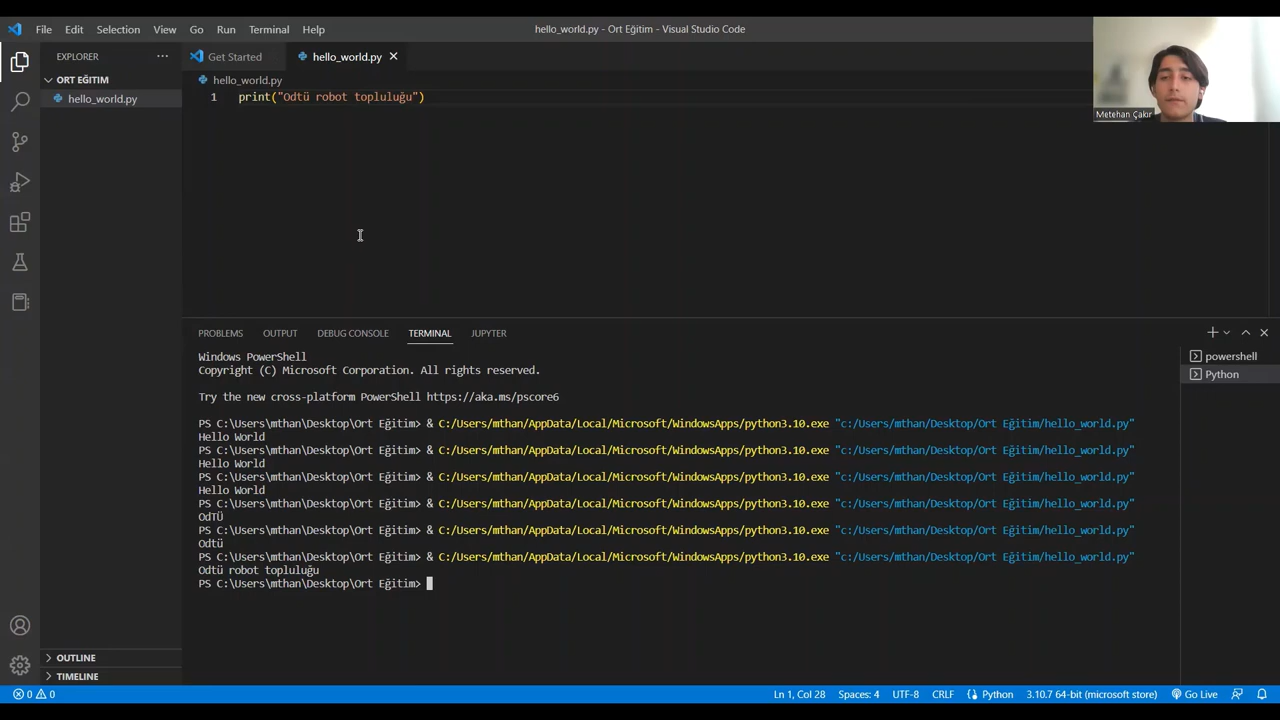 File Edit Selection View Go Run Terminal Help
hello_world.py - Ort Eğitim - Visual Studio Code
EXPLORER
Get Started
hello_world.py
ORT EĞITIM
hello_world.py
hello_world.py
1 print("Odtü robot topluluğu")
Metehan Çakır
PROBLEMS OUTPUT DEBUG CONSOLE TERMINAL JUPYTER
powershell
Python
Windows PowerShell
Copyright (C) Microsoft Corporation. All rights reserved.
Try the new cross-platform PowerShell https://aka.ms/pscore6
PS C:\Users\mthan\Desktop\Ort Eğitim> & C:/Users/mthan/AppData/Local/Microsoft/WindowsApps/python3.10.exe "c:/Users/mthan/Desktop/Ort Eğitim/hello_world.py"
Hello World
PS C:\Users\mthan\Desktop\Ort Eğitim> & C:/Users/mthan/AppData/Local/Microsoft/WindowsApps/python3.10.exe "c:/Users/mthan/Desktop/Ort Eğitim/hello_world.py"
Hello World
PS C:\Users\mthan\Desktop\Ort Eğitim> & C:/Users/mthan/AppData/Local/Microsoft/WindowsApps/python3.10.exe "c:/Users/mthan/Desktop/Ort Eğitim/hello_world.py"
Hello World
PS C:\Users\mthan\Desktop\Ort Eğitim> & C:/Users/mthan/AppData/Local/Microsoft/WindowsApps/python3.10.exe "c:/Users/mthan/Desktop/Ort Eğitim/hello_world.py"
OdTÜ
PS C:\Users\mthan\Desktop\Ort Eğitim> & C:/Users/mthan/AppData/Local/Microsoft/WindowsApps/python3.10.exe "c:/Users/mthan/Desktop/Ort Eğitim/hello_world.py"
Odtü
PS C:\Users\mthan\Desktop\Ort Eğitim> & C:/Users/mthan/AppData/Local/Microsoft/WindowsApps/python3.10.exe "c:/Users/mthan/Desktop/Ort Eğitim/hello_world.py"
Odtü robot topluluğu
PS C:\Users\mthan\Desktop\Ort Eğitim>
OUTLINE
TIMELINE
0 0 Ln 1, Col 28 Spaces: 4 UTF-8 CRLF Python 3.10.7 64-bit (microsoft store) Go Live